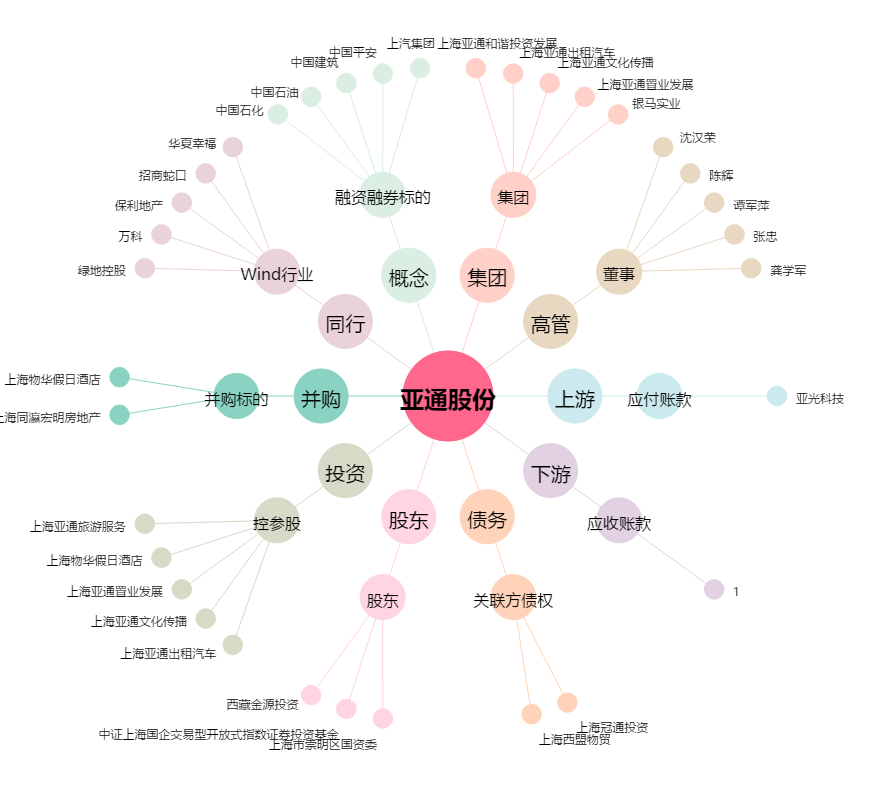 上汽集团
上海亚通和谐投资发展
中国平安
上海亚通出租汽车
中国建筑
上海亚通文化传播
中国石油
上海亚通置业发展
中国石化
银马实业
华夏幸福
沈汉荣
招商蛇口
陈辉
保利地产
融资融券标的
集团
谭军萍
万科
张忠
绿地控股
Wind行业
概念
集团
董事
龚学军
同行
高管
上海物华假日酒店
并购标的
并购
亚通股份
上游
应付账款
亚光科技
上海同瀛宏明房地产
投资
下游
上海亚通旅游服务
控参股
股东
债务
应收账款
上海物华假日酒店
上海亚通置业发展
1
股东
关联方债权
上海亚通文化传播
上海亚通出租汽车
西藏金源投资
上海冠通投资
中证上海国企交易型开放式指数证券投资基金
上海西盟物贸
上海市崇明区国资委